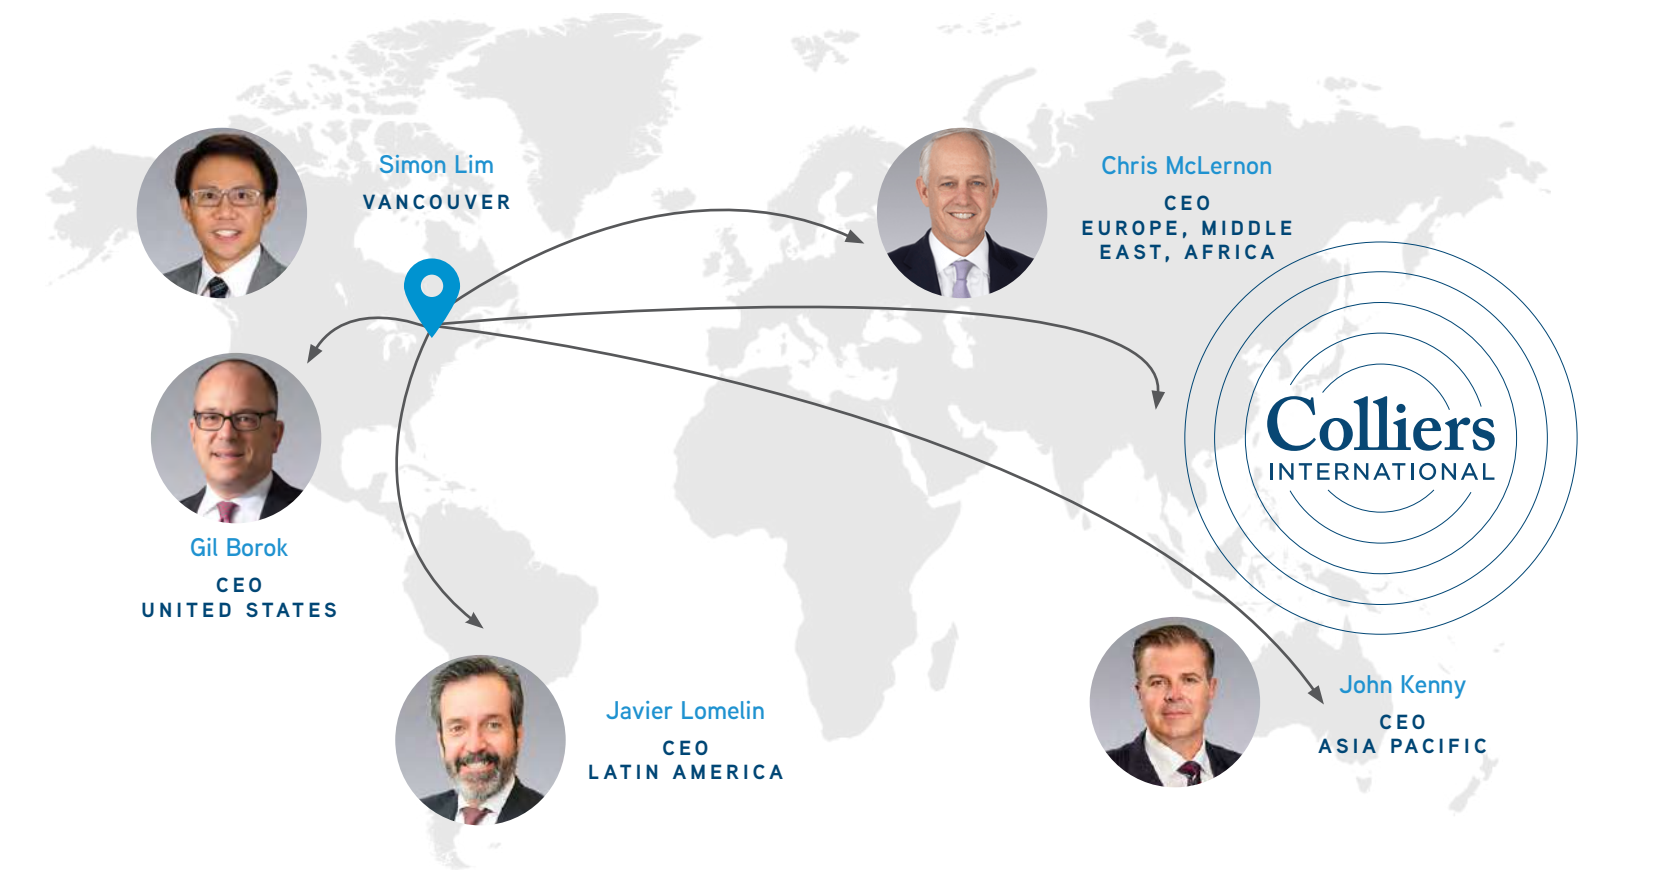 Simon Lim
VANCOUVER
Chris McLernon
CEO
EUROPE, MIDDLE
EAST, AFRICA
Colliers
INTERNATIONAL
Gil Borok
CEO
UNITED STATES
Javier Lomelin
CEO
LATIN AMERICA
John Kenny
CEO
ASIA PACIFIC